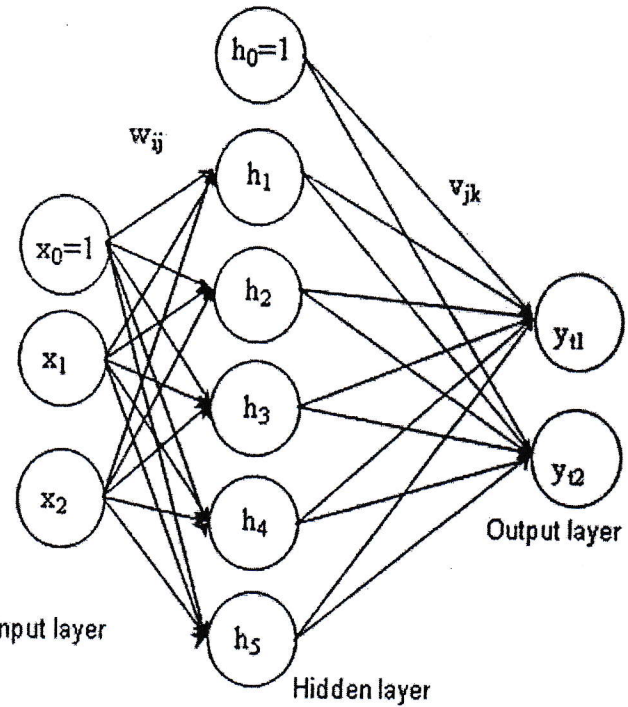 h₀=1
wᵢⱼ
h₁
vⱼₖ
x₀=1
h₂
yₜ₁
x₁
h₃
yₜ₂
x₂
h₄
Output layer
nput layer
h₅
Hidden layer